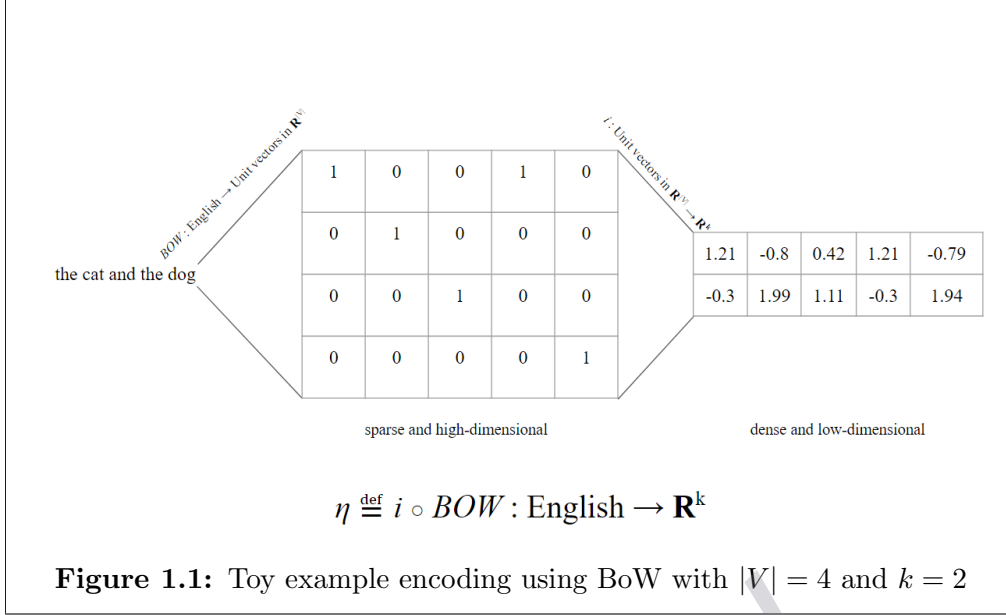 BOW : English → Unit vectors in R^|V|
i : Unit vectors in R^|V| → R^k
the cat and the dog
1 0 0 1 0
0 1 0 0 0
0 0 1 0 0
0 0 0 0 1
1.21 -0.8 0.42 1.21 -0.79
-0.3 1.99 1.11 -0.3 1.94
sparse and high-dimensional
dense and low-dimensional
η ≝ i ∘ BOW : English → R^k
Figure 1.1: Toy example encoding using BoW with |V| = 4 and k = 2